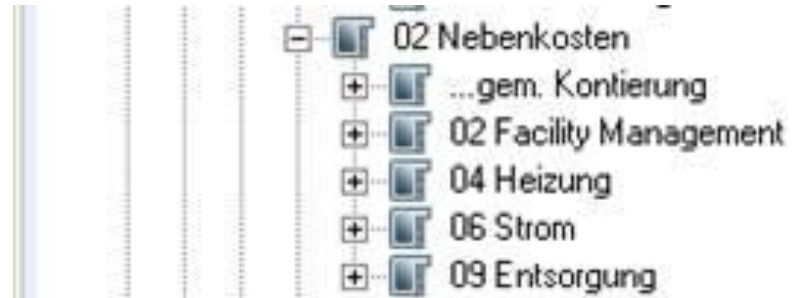 02 Nebenkosten
...gem. Kontierung
02 Facility Management
04 Heizung
06 Strom
09 Entsorgung